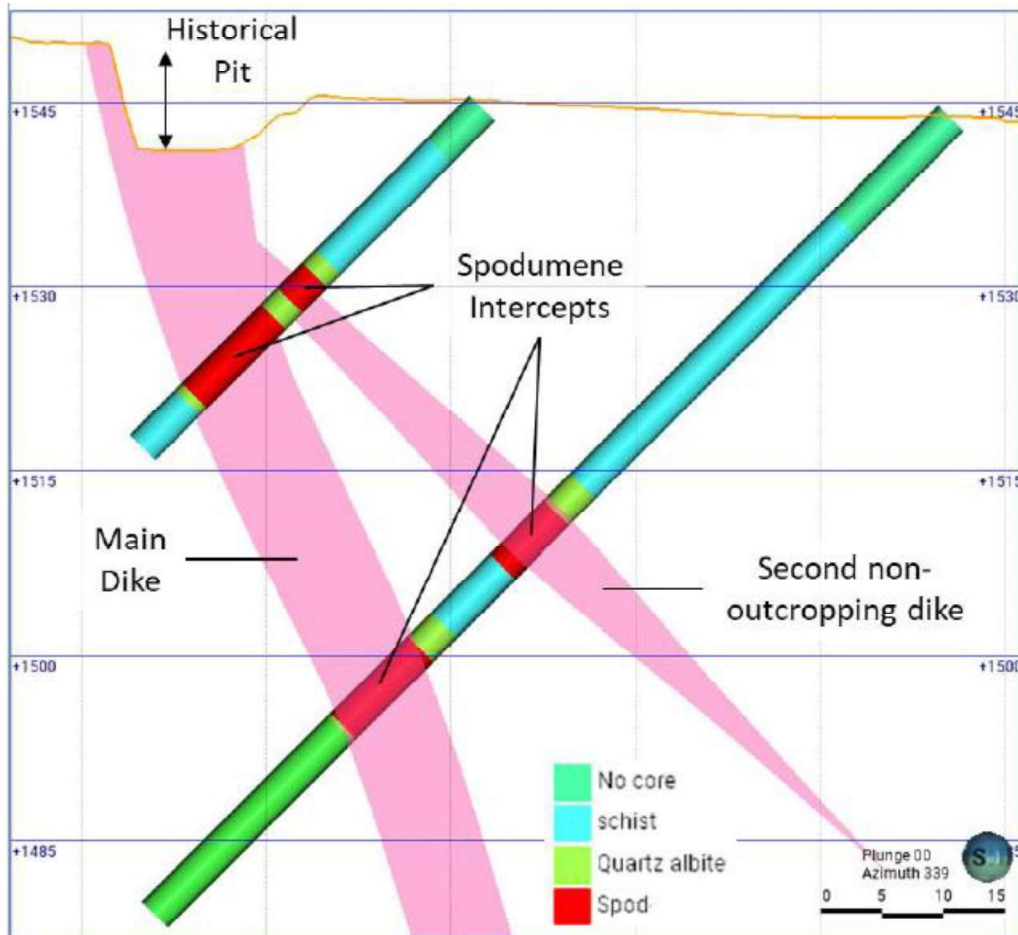 Historical
Pit
+1545
+1545
Spodumene
Intercepts
+1530
+1530
+1515
+1515
Main
Dike
Second non-
outcropping dike
+1500
+1500
No core
schist
Quartz albite
Spod
+1485
Plunge 00
Azimuth 339
S
0 5 10 15